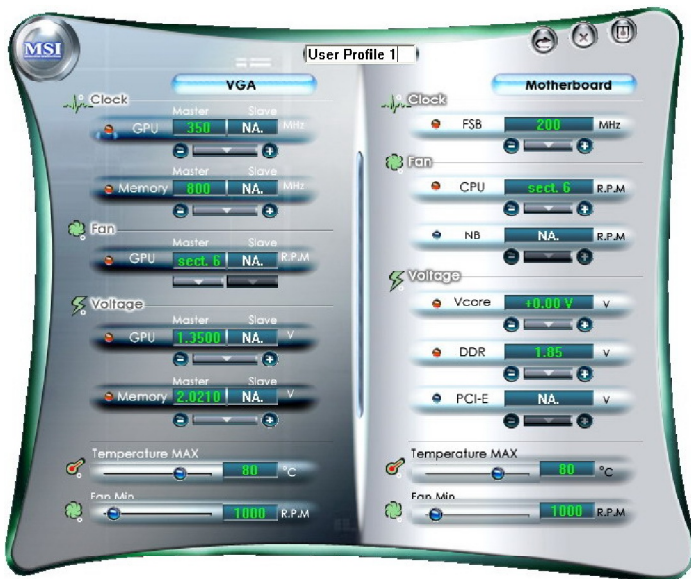 MSI
User Profile 1
VGA
Clock
Master Slave
GPU 350 NA. MHz
Memory 800 NA. MHz
Fan
Master Slave
GPU sect. 6 NA. R.P.M
Voltage
Master Slave
GPU 1.3500 NA. V
Master Slave
Memory 2.0210 NA. V
Temperature MAX
80 °C
Fan Min
1000 R.P.M
Motherboard
Clock
FSB 200 MHz
Fan
CPU sect. 6 R.P.M
NB NA. R.P.M
Voltage
Vcore +0.00 V V
DDR 1.85 V
PCI-E NA. V
Temperature MAX
80 °C
Fan Min
1000 R.P.M